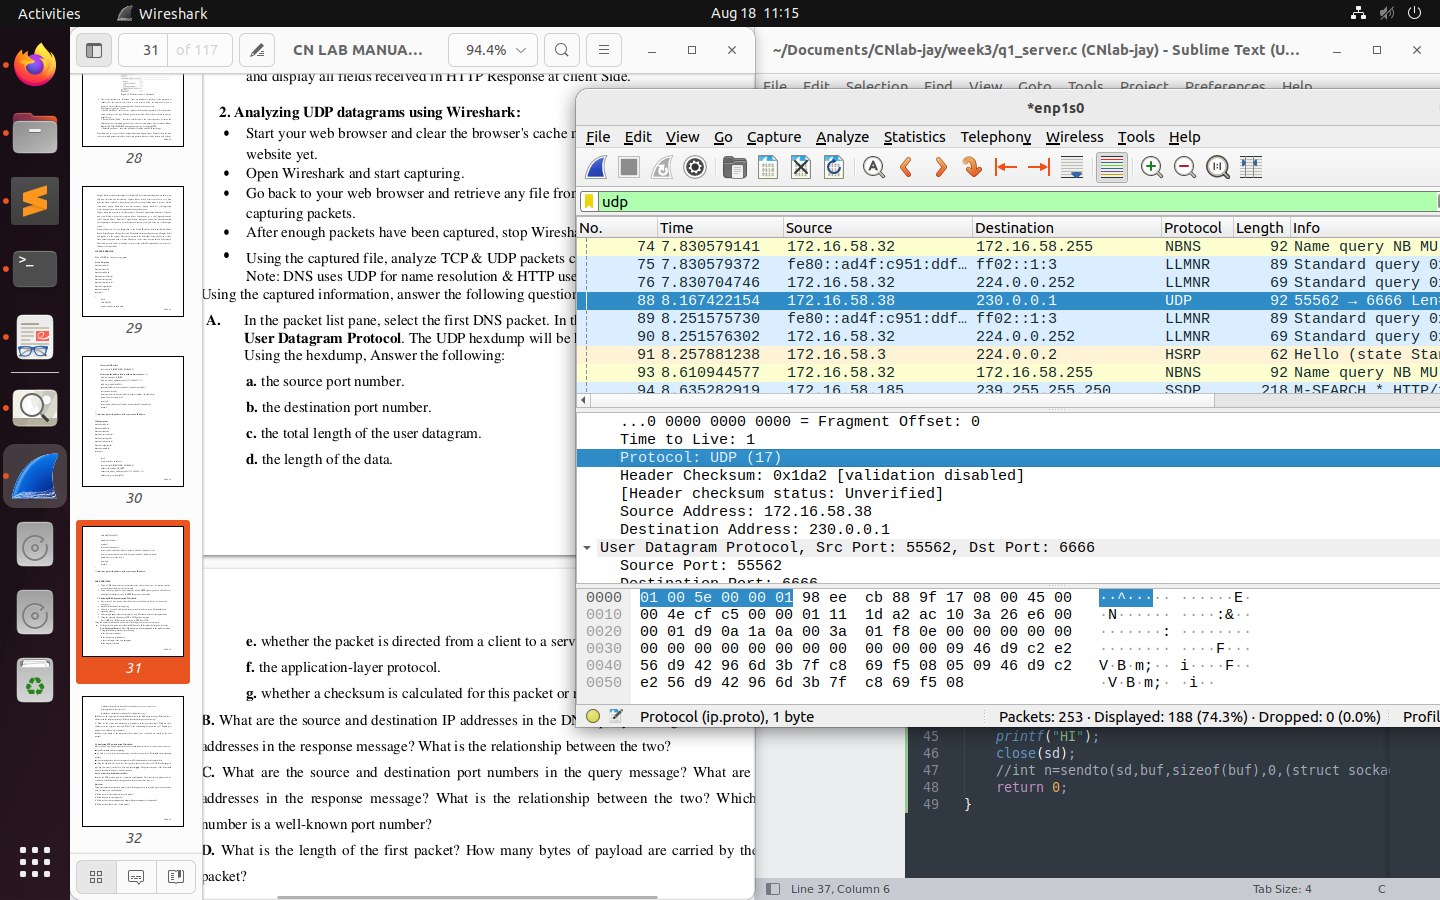 Activities
Wireshark
Aug 18 11:15
31 of 117
CN LAB MANUA...
94.4%
~/Documents/CNlab-jay/week3/q1_server.c (CNlab-jay) - Sublime Text (U...
File Edit Selection Find View Goto Tools Project Preferences Help
28
29
30
31
32
and display all fields received in HTTP Response at client Side.
2. Analyzing UDP datagrams using Wireshark:
• Start your web browser and clear the browser's cache
website yet.
• Open Wireshark and start capturing.
• Go back to your web browser and retrieve any file from
capturing packets.
• After enough packets have been captured, stop Wiresh
• Using the captured file, analyze TCP & UDP packets
Note: DNS uses UDP for name resolution & HTTP use
Using the captured information, answer the following question
A. In the packet list pane, select the first DNS packet. In
User Datagram Protocol. The UDP hexdump will be
Using the hexdump, Answer the following:
a. the source port number.
b. the destination port number.
c. the total length of the user datagram.
d. the length of the data.
e. whether the packet is directed from a client to a serv
f. the application-layer protocol.
g. whether a checksum is calculated for this packet or
B. What are the source and destination IP addresses in the
addresses in the response message? What is the relationship between the two?
C. What are the source and destination port numbers in the query message? What are
addresses in the response message? What is the relationship between the two? Which
number is a well-known port number?
D. What is the length of the first packet? How many bytes of payload are carried by the
packet?
*enp1s0
File Edit View Go Capture Analyze Statistics Telephony Wireless Tools Help
udp
No. Time Source Destination Protocol Length Info
74 7.830579141 172.16.58.32 172.16.58.255 NBNS 92 Name query NB MU
75 7.830579372 fe80::ad4f:c951:ddf… ff02::1:3 LLMNR 89 Standard query 0
76 7.830704746 172.16.58.32 224.0.0.252 LLMNR 69 Standard query 0
88 8.167422154 172.16.58.38 230.0.0.1 UDP 92 55562 → 6666 Len
89 8.251575730 fe80::ad4f:c951:ddf… ff02::1:3 LLMNR 89 Standard query 0
90 8.251576302 172.16.58.32 224.0.0.252 LLMNR 69 Standard query 0
91 8.257881238 172.16.58.3 224.0.0.2 HSRP 62 Hello (state Sta
93 8.610944577 172.16.58.32 172.16.58.255 NBNS 92 Name query NB MU
94 8.635282919 172.16.58.185 239.255.255.250 SSDP 218 M-SEARCH * HTTP/
...0 0000 0000 0000 = Fragment Offset: 0
Time to Live: 1
Protocol: UDP (17)
Header Checksum: 0x1da2 [validation disabled]
[Header checksum status: Unverified]
Source Address: 172.16.58.38
Destination Address: 230.0.0.1
User Datagram Protocol, Src Port: 55562, Dst Port: 6666
Source Port: 55562
Destination Port: 6666
0000 01 00 5e 00 00 01 98 ee cb 88 9f 17 08 00 45 00 ··^··· ·· ······E·
0010 00 4e cf c5 00 00 01 11 1d a2 ac 10 3a 26 e6 00 ·N······ ····:&··
0020 00 01 d9 0a 1a 0a 00 3a 01 f8 0e 00 00 00 00 00 ·······: ········
0030 00 00 00 00 00 00 00 00 00 00 09 46 d9 c2 e2 ···F···
0040 56 d9 42 96 6d 3b 7f c8 69 f5 08 05 09 46 d9 c2 V·B·m;·· i····F··
0050 e2 56 d9 42 96 6d 3b 7f c8 69 f5 08 ·V·B·m;· ·i··
Protocol (ip.proto), 1 byte
Packets: 253 · Displayed: 188 (74.3%) · Dropped: 0 (0.0%)
Profil
45 printf("HI");
46 close(sd);
47 //int n=sendto(sd,buf,sizeof(buf),0,(struct socka
48 return 0;
49 }
Line 37, Column 6
Tab Size: 4
C